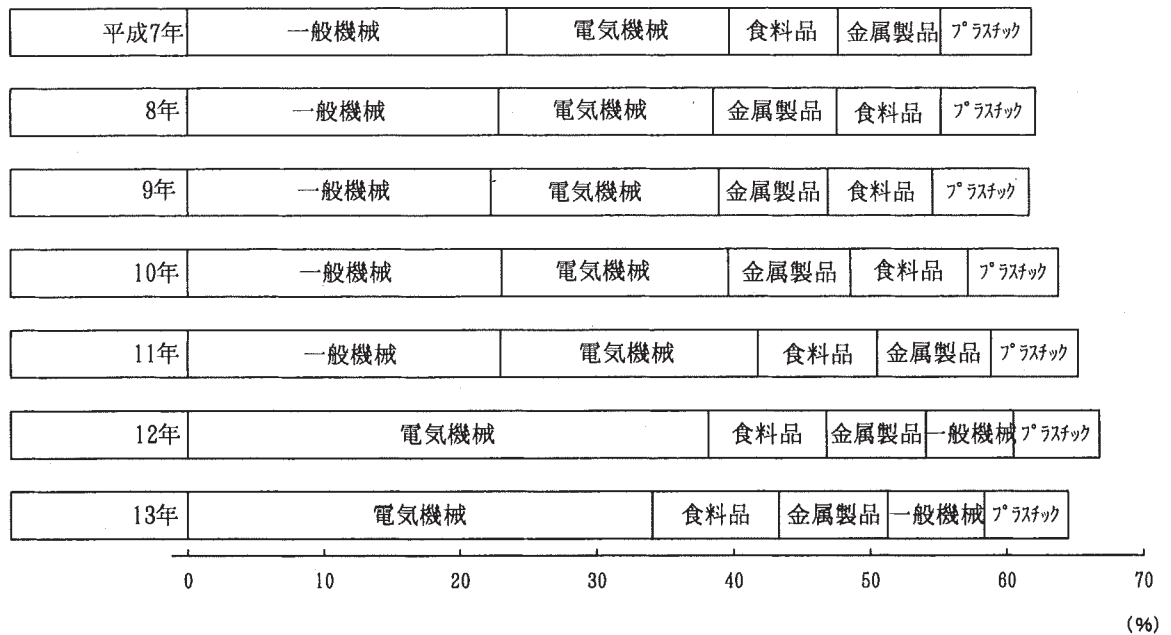 平成7年 一般機械 電気機械 食料品 金属製品 プラスチック
8年 一般機械 電気機械 金属製品 食料品 プラスチック
9年 一般機械 電気機械 金属製品 食料品 プラスチック
10年 一般機械 電気機械 金属製品 食料品 プラスチック
11年 一般機械 電気機械 食料品 金属製品 プラスチック
12年 電気機械 食料品 金属製品 一般機械 プラスチック
13年 電気機械 食料品 金属製品 一般機械 プラスチック
0 10 20 30 40 50 60 70
(%)